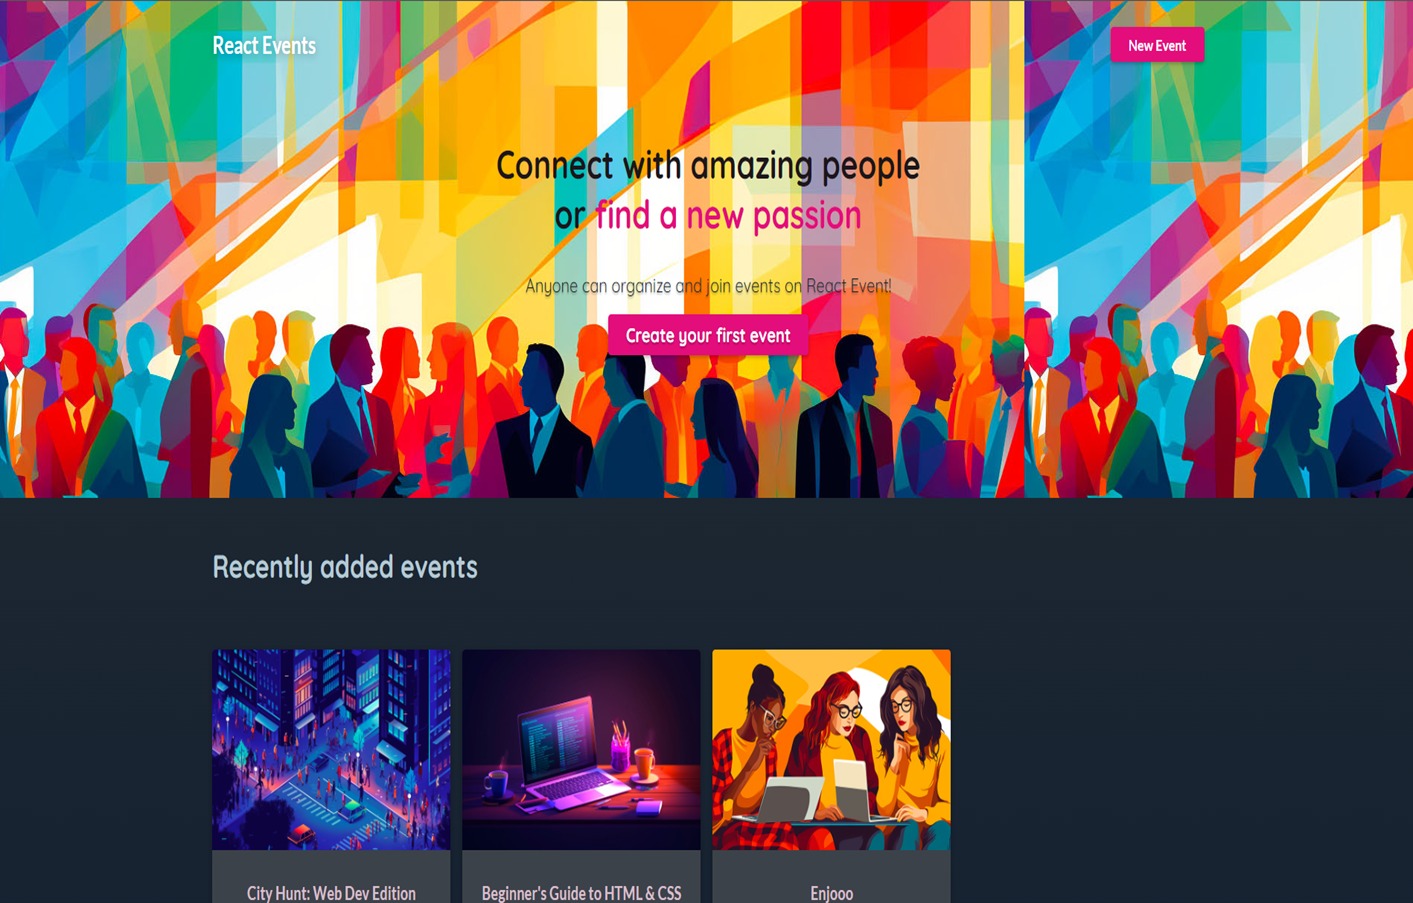 React Events
New Event
Connect with amazing people
or find a new passion
Anyone can organize and join events on React Event!
Create your first event
Recently added events
City Hunt: Web Dev Edition
Beginner's Guide to HTML & CSS
Enjooo